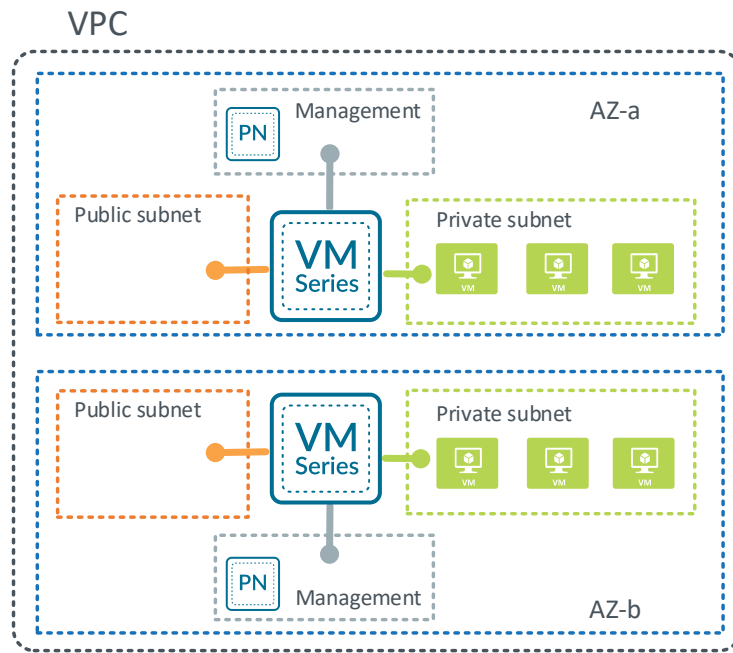 VPC
Management
AZ-a
PN
Public subnet
VM
Series
Private subnet
VM
VM
VM
Public subnet
VM
Series
Private subnet
VM
VM
VM
PN
Management
AZ-b